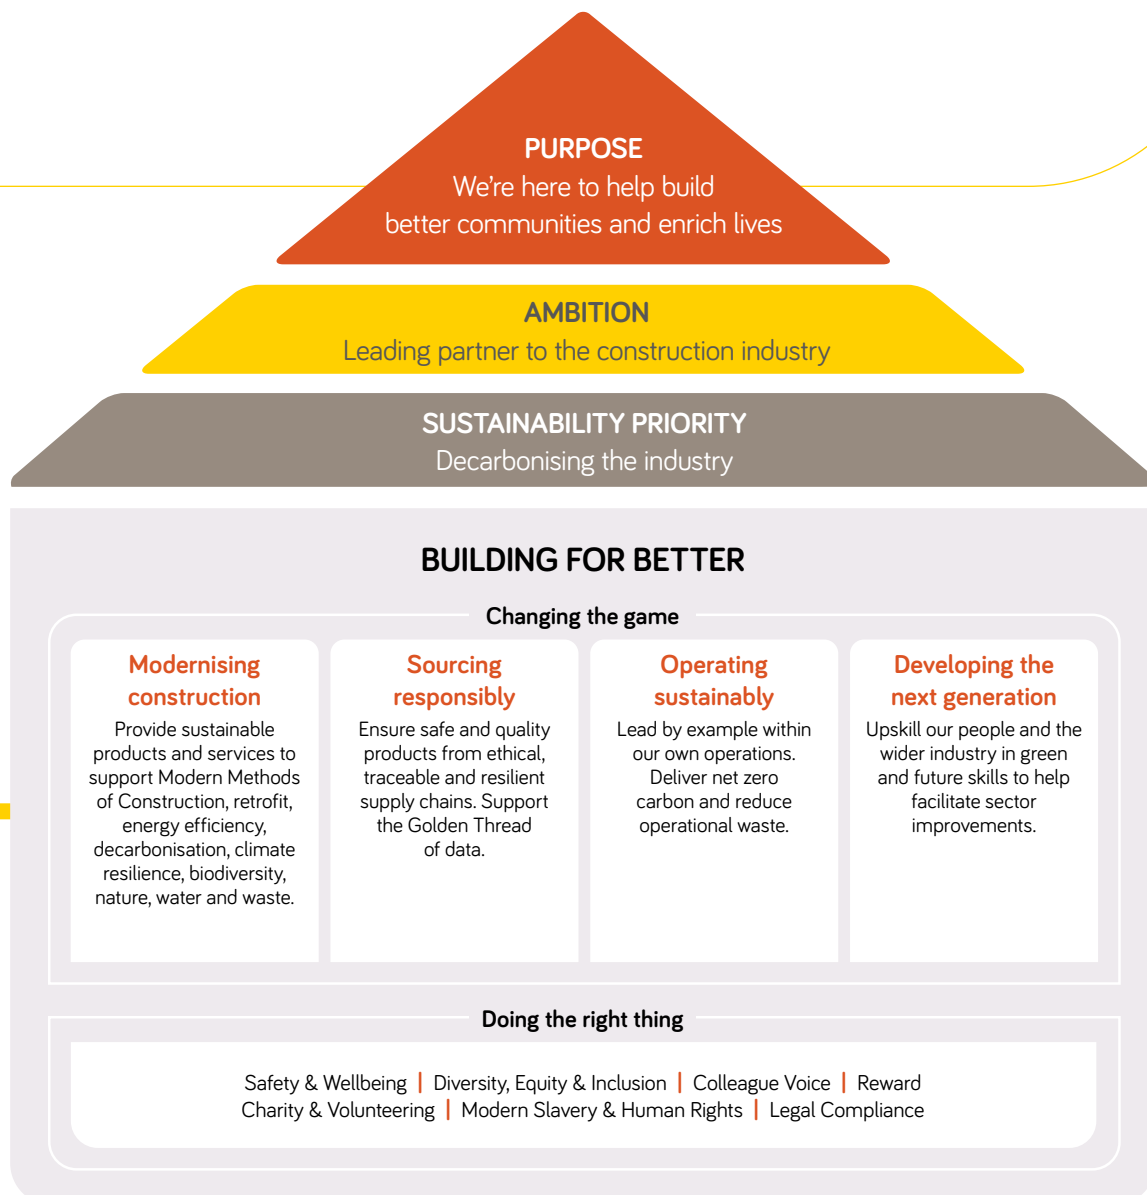 PURPOSE
We're here to help build
better communities and enrich lives
AMBITION
Leading partner to the construction industry
SUSTAINABILITY PRIORITY
Decarbonising the industry
BUILDING FOR BETTER
Changing the game
Modernising
construction
Provide sustainable
products and services to
support Modern Methods
of Construction, retrofit,
energy efficiency,
decarbonisation, climate
resilience, biodiversity,
nature, water and waste.
Sourcing
responsibly
Ensure safe and quality
products from ethical,
traceable and resilient
supply chains. Support
the Golden Thread
of data.
Operating
sustainably
Lead by example within
our own operations.
Deliver net zero
carbon and reduce
operational waste.
Developing the
next generation
Upskill our people and the
wider industry in green
and future skills to help
facilitate sector
improvements.
Doing the right thing
Safety & Wellbeing | Diversity, Equity & Inclusion | Colleague Voice | Reward
Charity & Volunteering | Modern Slavery & Human Rights | Legal Compliance